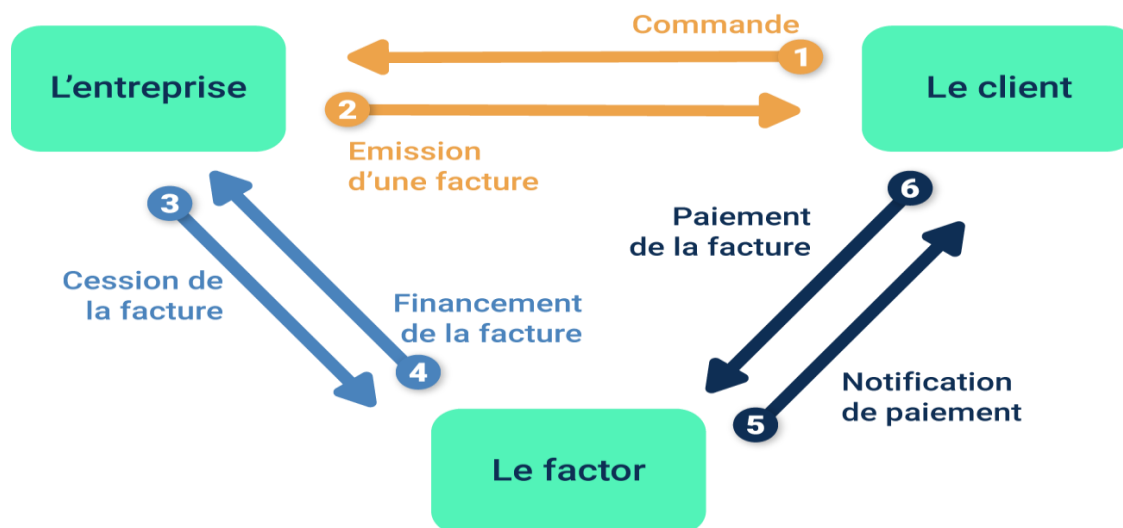 Commande
1
L'entreprise
Le client
2
Emission
d'une facture
3
6
Paiement
de la facture
Cession de
la facture
Financement
de la facture
4
Notification
de paiement
5
Le factor